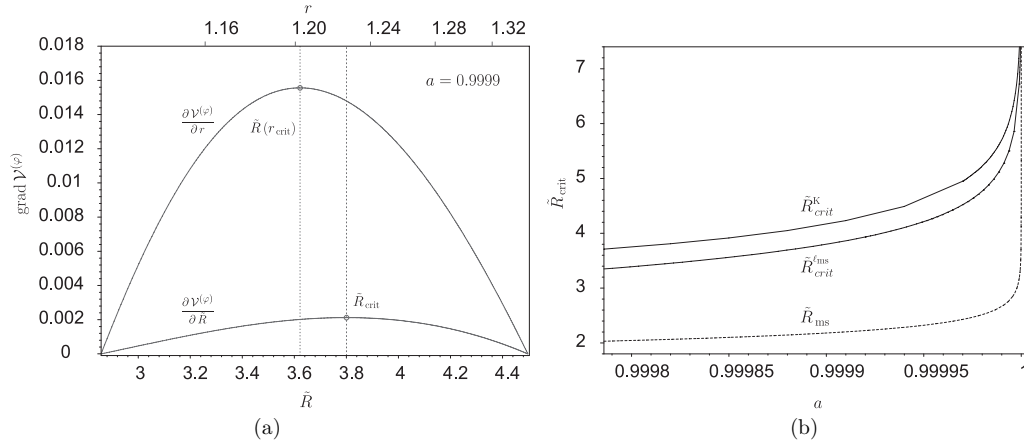 r
1.16 1.20 1.24 1.28 1.32
0.018
0.016
0.014
0.012
0.01
0.008
0.006
0.004
0.002
0
grad 𝒱^(φ)
a = 0.9999
∂𝒱^(φ)/∂r
R̃(r_crit)
∂𝒱^(φ)/∂R̃
R̃_crit
3 3.2 3.4 3.6 3.8 4 4.2 4.4
R̃
(a)
7
6
5
4
3
2
R̃_crit
R̃^K_crit
R̃^ℓms_crit
R̃_ms
0.9998 0.99985 0.9999 0.99995 1
a
(b)